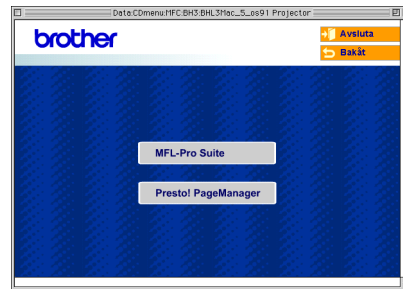 Data:CDmenu:MFC:BH3:BHL3Mac_5_os91 Projector
brother
Avsluta
Bakåt
MFL-Pro Suite
Presto! PageManager